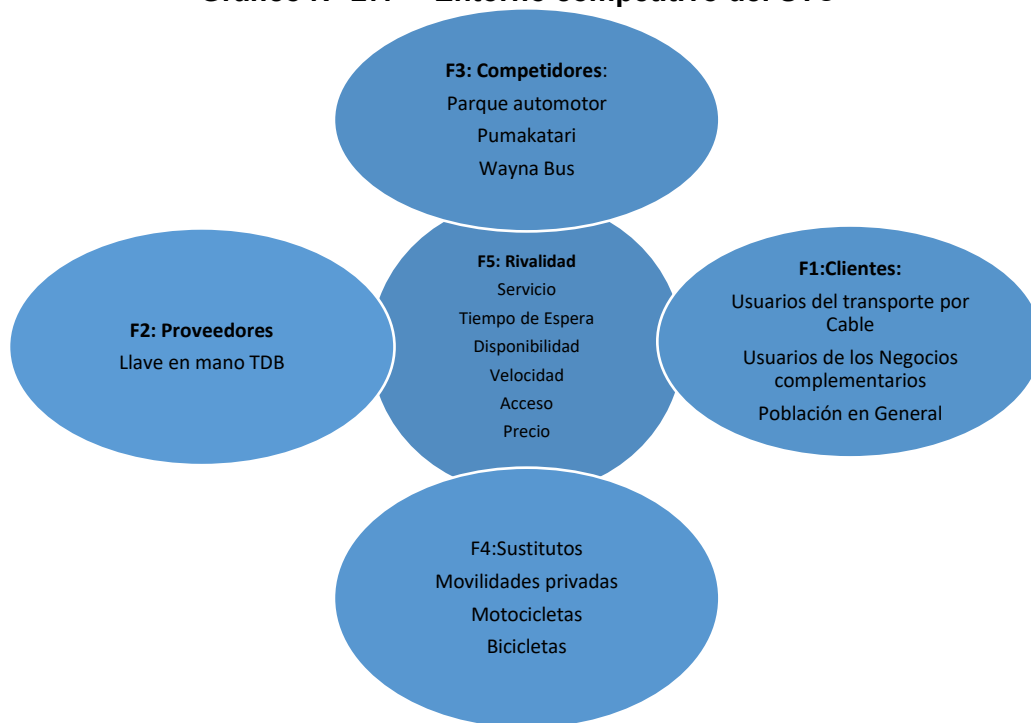 F3: Competidores:
Parque automotor
Pumakatari
Wayna Bus
F5: Rivalidad
Servicio
Tiempo de Espera
Disponibilidad
Velocidad
Acceso
Precio
F2: Proveedores
Llave en mano TDB
F1:Clientes:
Usuarios del transporte por
Cable
Usuarios de los Negocios
complementarios
Población en General
F4:Sustitutos
Movilidades privadas
Motocicletas
Bicicletas